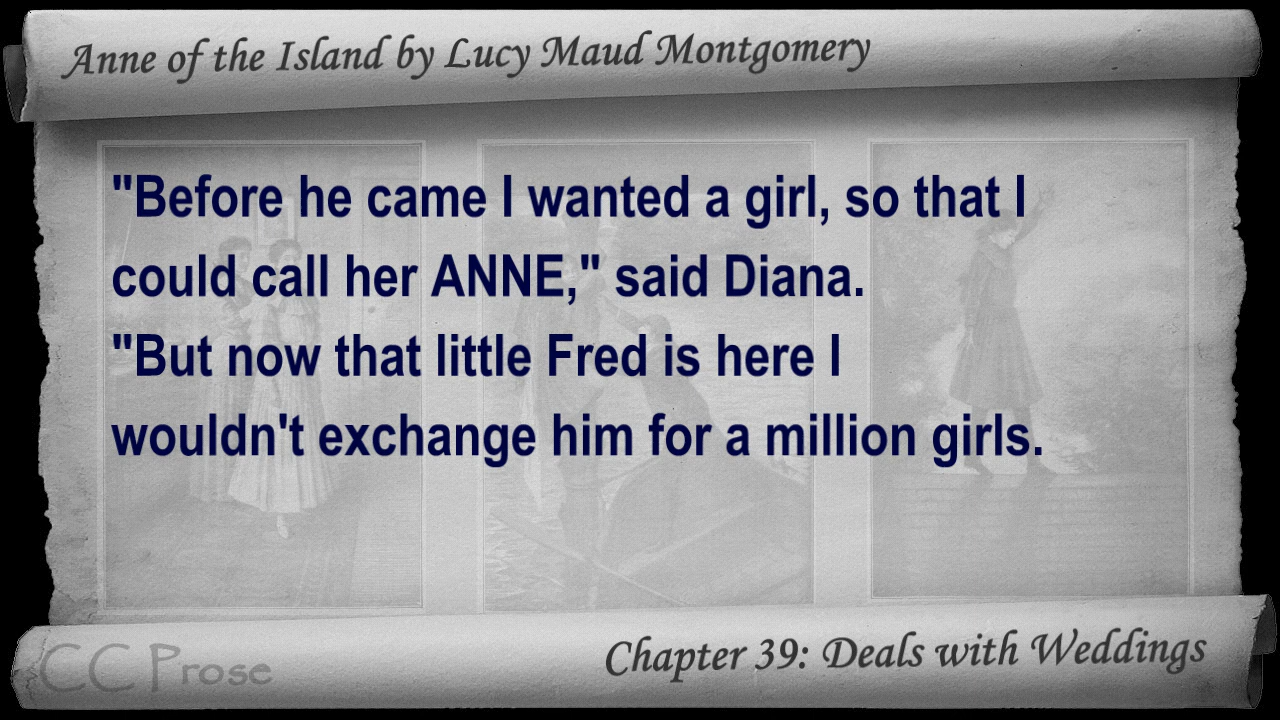 Anne of the Island by Lucy Maud Montgomery
"Before he came I wanted a girl, so that I
could call her ANNE," said Diana.
"But now that little Fred is here I
wouldn't exchange him for a million girls.
CC Prose
Chapter 39: Deals with Weddings